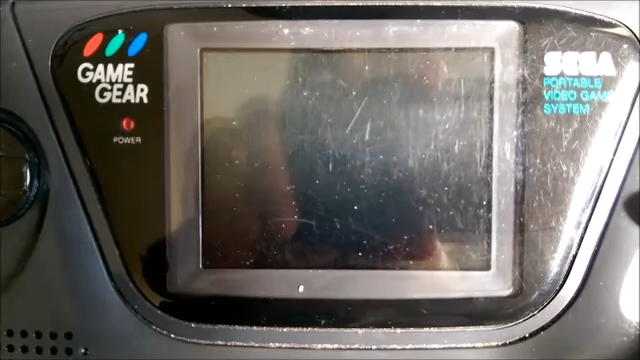 GAME
GEAR
POWER
SEGA
PORTABLE
VIDEO GAME
SYSTEM